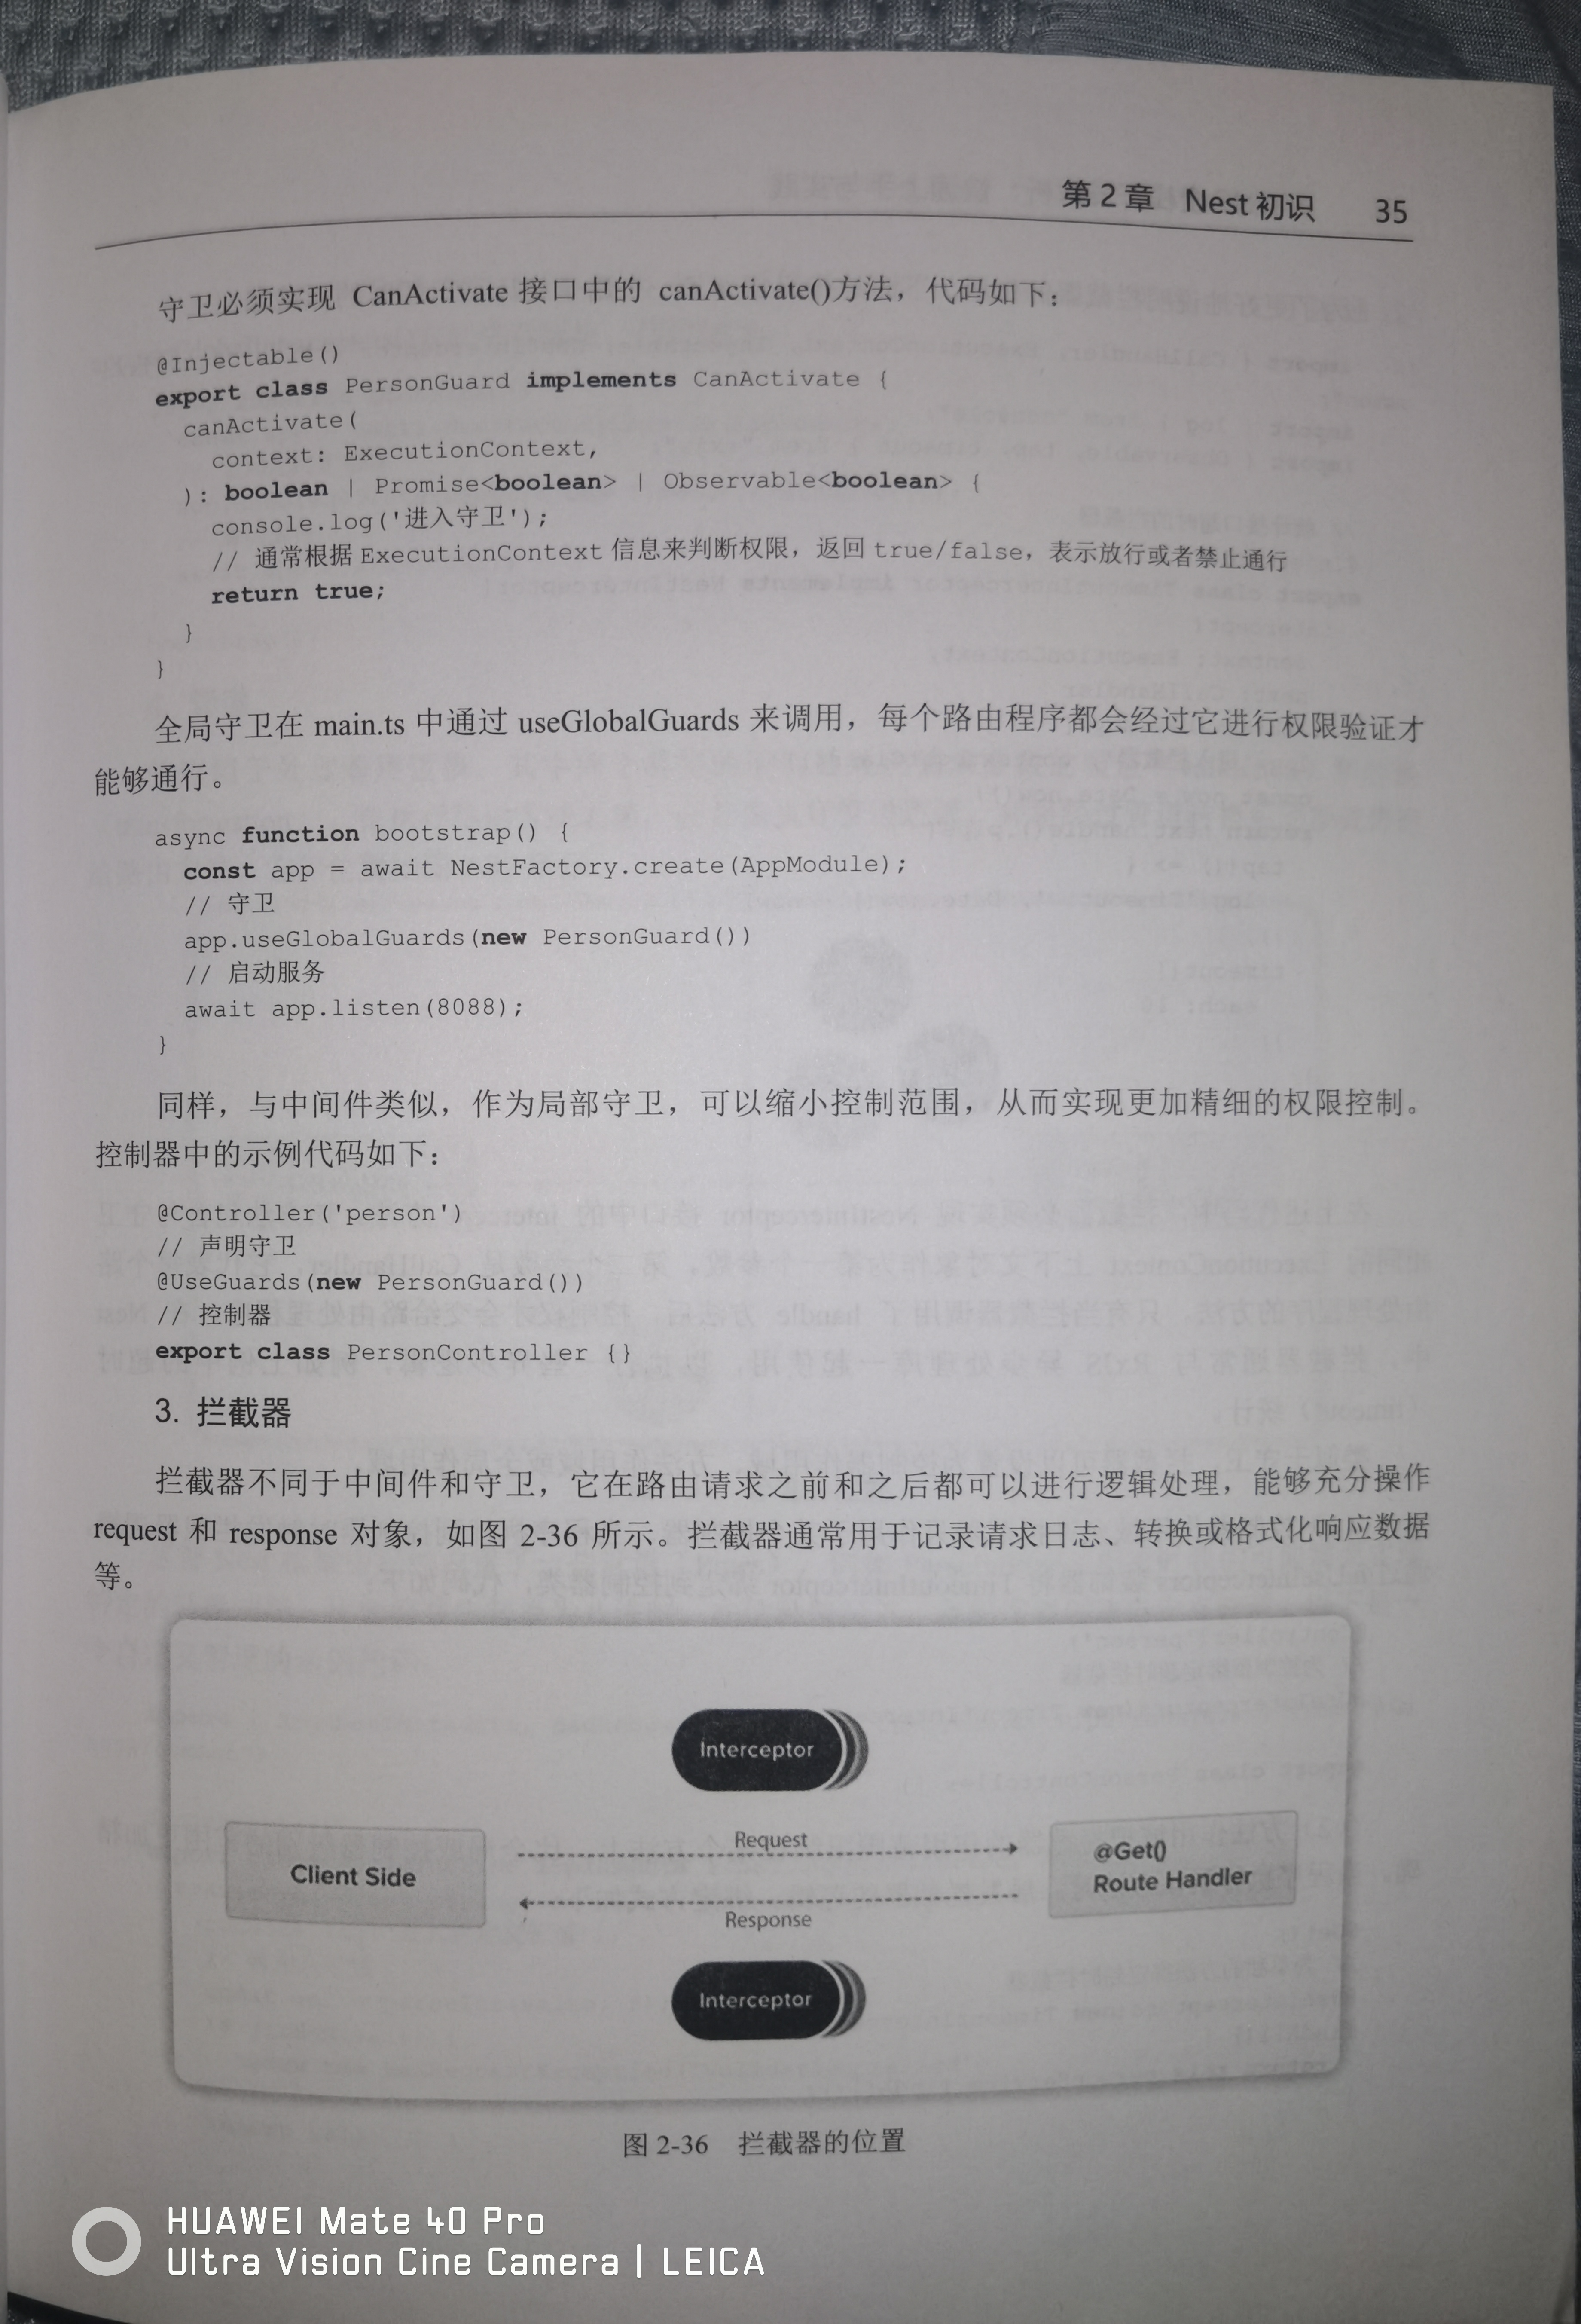 第2章 Nest初识 35
守卫必须实现 CanActivate 接口中的 canActivate()方法，代码如下：
@Injectable()
export class PersonGuard implements CanActivate {
  canActivate(
    context: ExecutionContext,
  ): boolean | Promise<boolean> | Observable<boolean> {
    console.log('进入守卫');
    // 通常根据 ExecutionContext 信息来判断权限，返回 true/false，表示放行或者禁止通行
    return true;
  }
}
全局守卫在 main.ts 中通过 useGlobalGuards 来调用，每个路由程序都会经过它进行权限验证才
能够通行。
async function bootstrap() {
  const app = await NestFactory.create(AppModule);
  // 守卫
  app.useGlobalGuards(new PersonGuard())
  // 启动服务
  await app.listen(8088);
}
同样，与中间件类似，作为局部守卫，可以缩小控制范围，从而实现更加精细的权限控制。
控制器中的示例代码如下：
@Controller('person')
// 声明守卫
@UseGuards(new PersonGuard())
// 控制器
export class PersonController {}
3. 拦截器
拦截器不同于中间件和守卫，它在路由请求之前和之后都可以进行逻辑处理，能够充分操作
request 和 response 对象，如图 2-36 所示。拦截器通常用于记录请求日志、转换或格式化响应数据
等。
Interceptor
Request
Client Side
@Get()
Route Handler
Response
Interceptor
图 2-36 拦截器的位置
HUAWEI Mate 40 Pro
Ultra Vision Cine Camera | LEICA